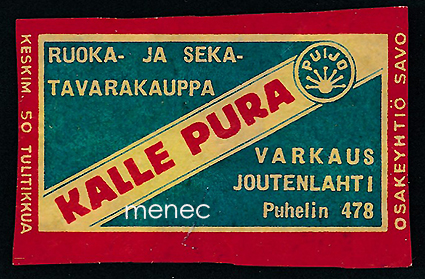 RUOKA- JA SEKA-
TAVARAKAUPPA
PUIJO
KALLE PURA
VARKAUS
JOUTENLAHTI
Puhelin 478
KESKIM. 50 TULITIKKUA
OSAKEYHTIÖ SAVO
menec